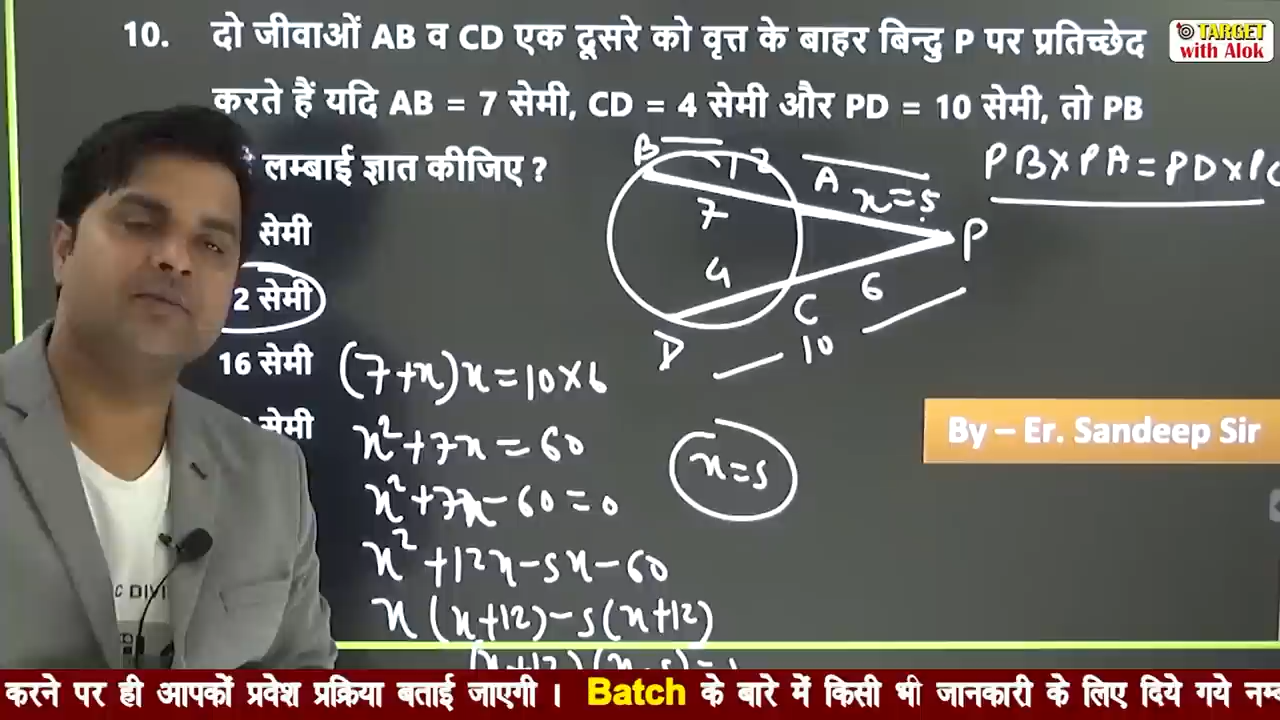 10. दो जीवाओं AB व CD एक दूसरे को वृत्त के बाहर बिन्दु P पर प्रतिच्छेद
करते हैं यदि AB = 7 सेमी, CD = 4 सेमी और PD = 10 सेमी, तो PB
लम्बाई ज्ञात कीजिए ?
सेमी
2 सेमी
16 सेमी
सेमी
TARGET
with Alok
B
12
A
x=5
7
P
4
6
C
D
10
PB×PA=PD×PC
(7+x)x=10×6
x²+7x=60
x²+7x-60=0
x²+12x-5x-60
x(x+12)-5(x+12)
x=5
By – Er. Sandeep Sir
C DIVI
करने पर ही आपकों प्रवेश प्रक्रिया बताई जाएगी । Batch के बारे में किसी भी जानकारी के लिए दिये गये